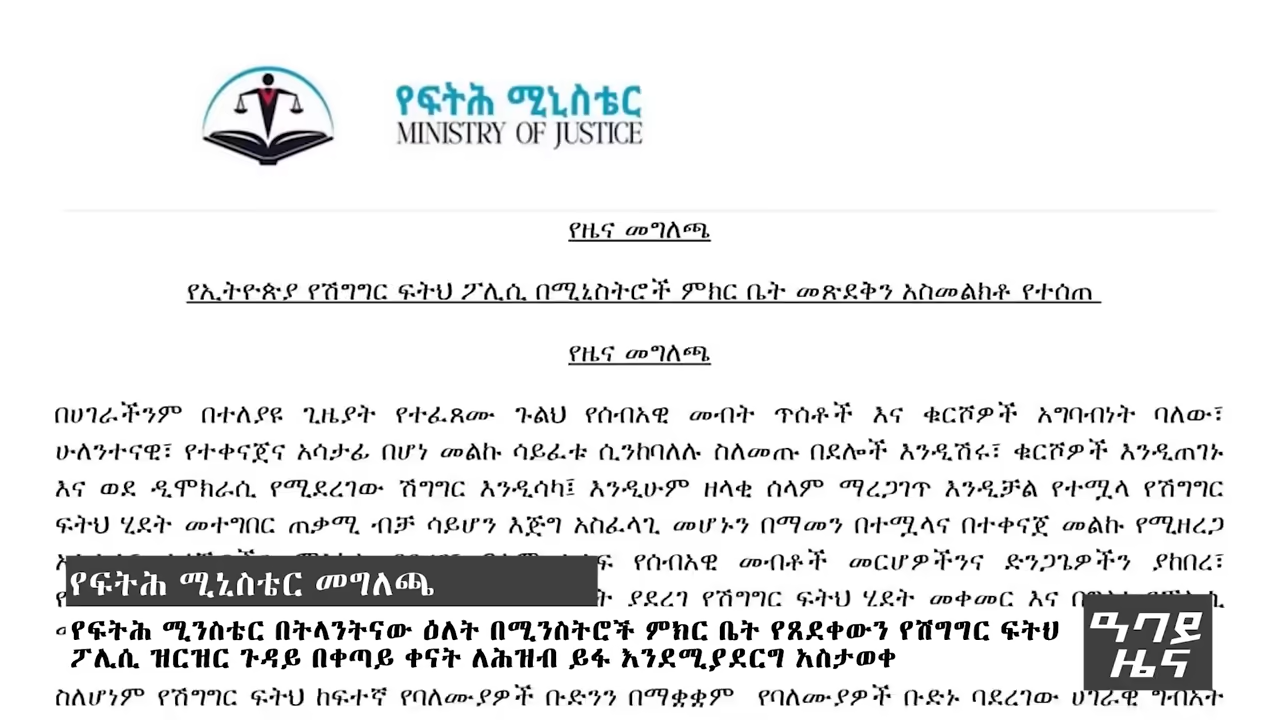 የፍትሕ ሚኒስቴር
MINISTRY OF JUSTICE
የዜና መግለጫ
የኢትዮጵያ የሽግግር ፍትህ ፖሊሲ በሚኒስትሮች ምክር ቤት መጽደቅን አስመልክቶ የተሰጠ
የዜና መግለጫ
በሀገራችንም በተለያዩ ጊዜያት የተፈጸሙ ጉልህ የሰብአዊ መብት ጥሰቶች እና ቁርሾዎች አግባብነት ባለው፣
ሁለንተናዊ፣ የተቀናጀና አሳታፊ በሆነ መልኩ ሳይፈቱ ሲንከባለሉ ስለመጡ በደሎች እንዲሽሩ፣ ቁርሾዎች እንዲጠገኑ
እና ወደ ዲሞክራሲ የሚደረገው ሽግግር እንዲሳካ፤ እንዲሁም ዘላቂ ሰላም ማረጋገጥ እንዲቻል የተሟላ የሽግግር
ፍትህ ሂደት መተግበር ጠቃሚ ብቻ ሳይሆን እጅግ አስፈላጊ መሆኑን በማመን በተሟላና በተቀናጀ መልኩ የሚዘረጋ
የሰብአዊ መብቶች መርሆዎችንና ድንጋጌዎችን ያከበረ፣
የፍትሕ ሚኒስቴር መግለጫ
ያደረገ የሽግግር ፍትህ ሂደት መቀመር እና
የፍትሕ ሚንስቴር በትላንትናው ዕለት በሚንስትሮች ምክር ቤት የጸደቀውን የሽግግር ፍትህ
ፖሊሲ ዝርዝር ጉዳይ በቀጣይ ቀናት ለሕዝብ ይፋ እንደሚያደርግ አስታወቀ
ዓባይ
ዜና
ስለሆነም የሽግግር ፍትህ ከፍተኛ የባለሙያዎች ቡድንን በማቋቋም የባለሙያዎች ቡድኑ ባደረገው ሀገራዊ ግብአት